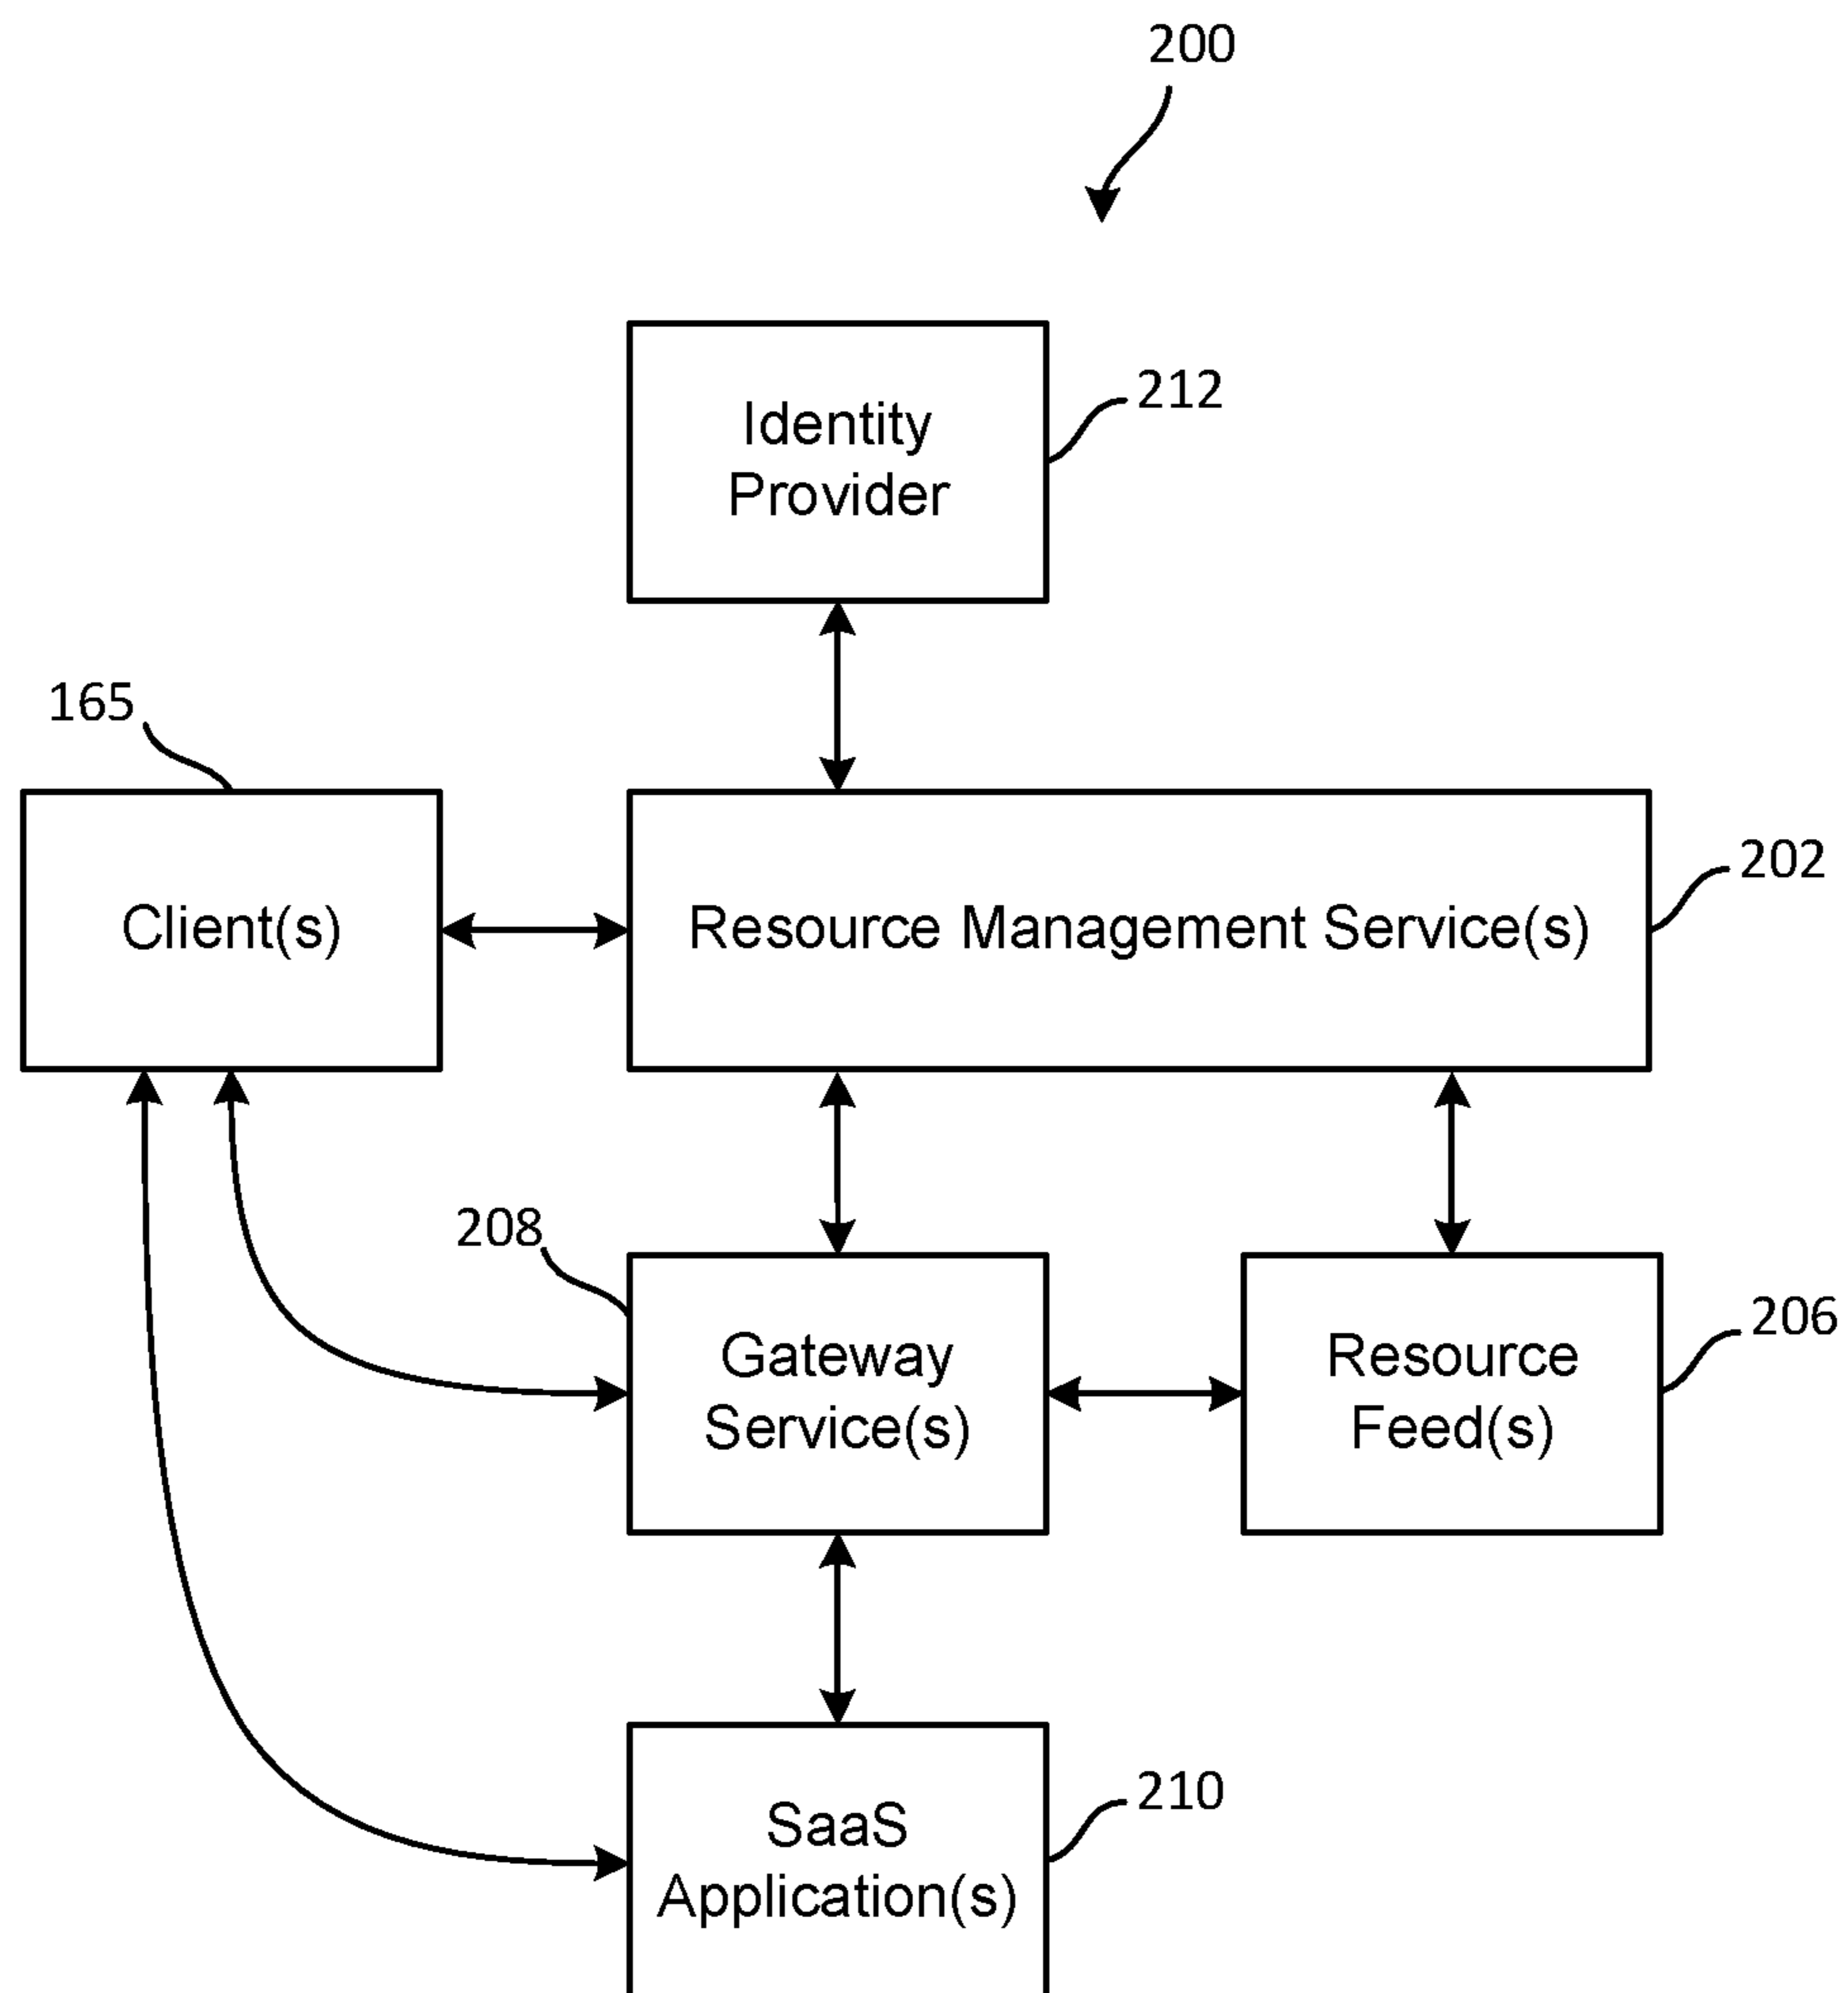 200
Identity
Provider
212
165
Client(s)
Resource Management Service(s)
202
208
Gateway
Service(s)
Resource
Feed(s)
206
SaaS
Application(s)
210